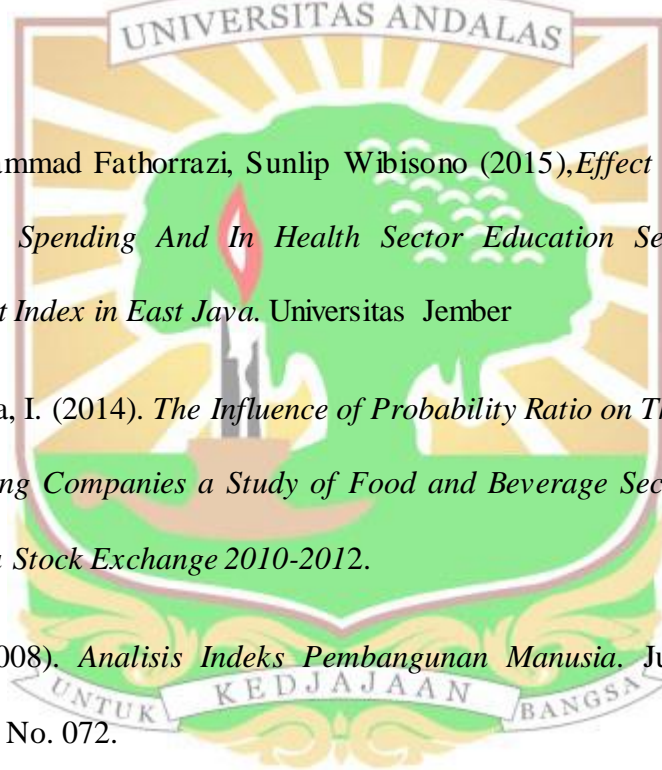 UNIVERSITAS ANDALAS
ammad Fathorrazi, Sunlip Wibisono (2015),Effect
Spending And In Health Sector Education Se
t Index in East Java. Universitas Jember
a, I. (2014). The Influence of Probability Ratio on Th
ng Companies a Study of Food and Beverage Sec
a Stock Exchange 2010-2012.
008). Analisis Indeks Pembangunan Manusia. Ju
No. 072.
UNTUK KEDJAJAAN BANGSA